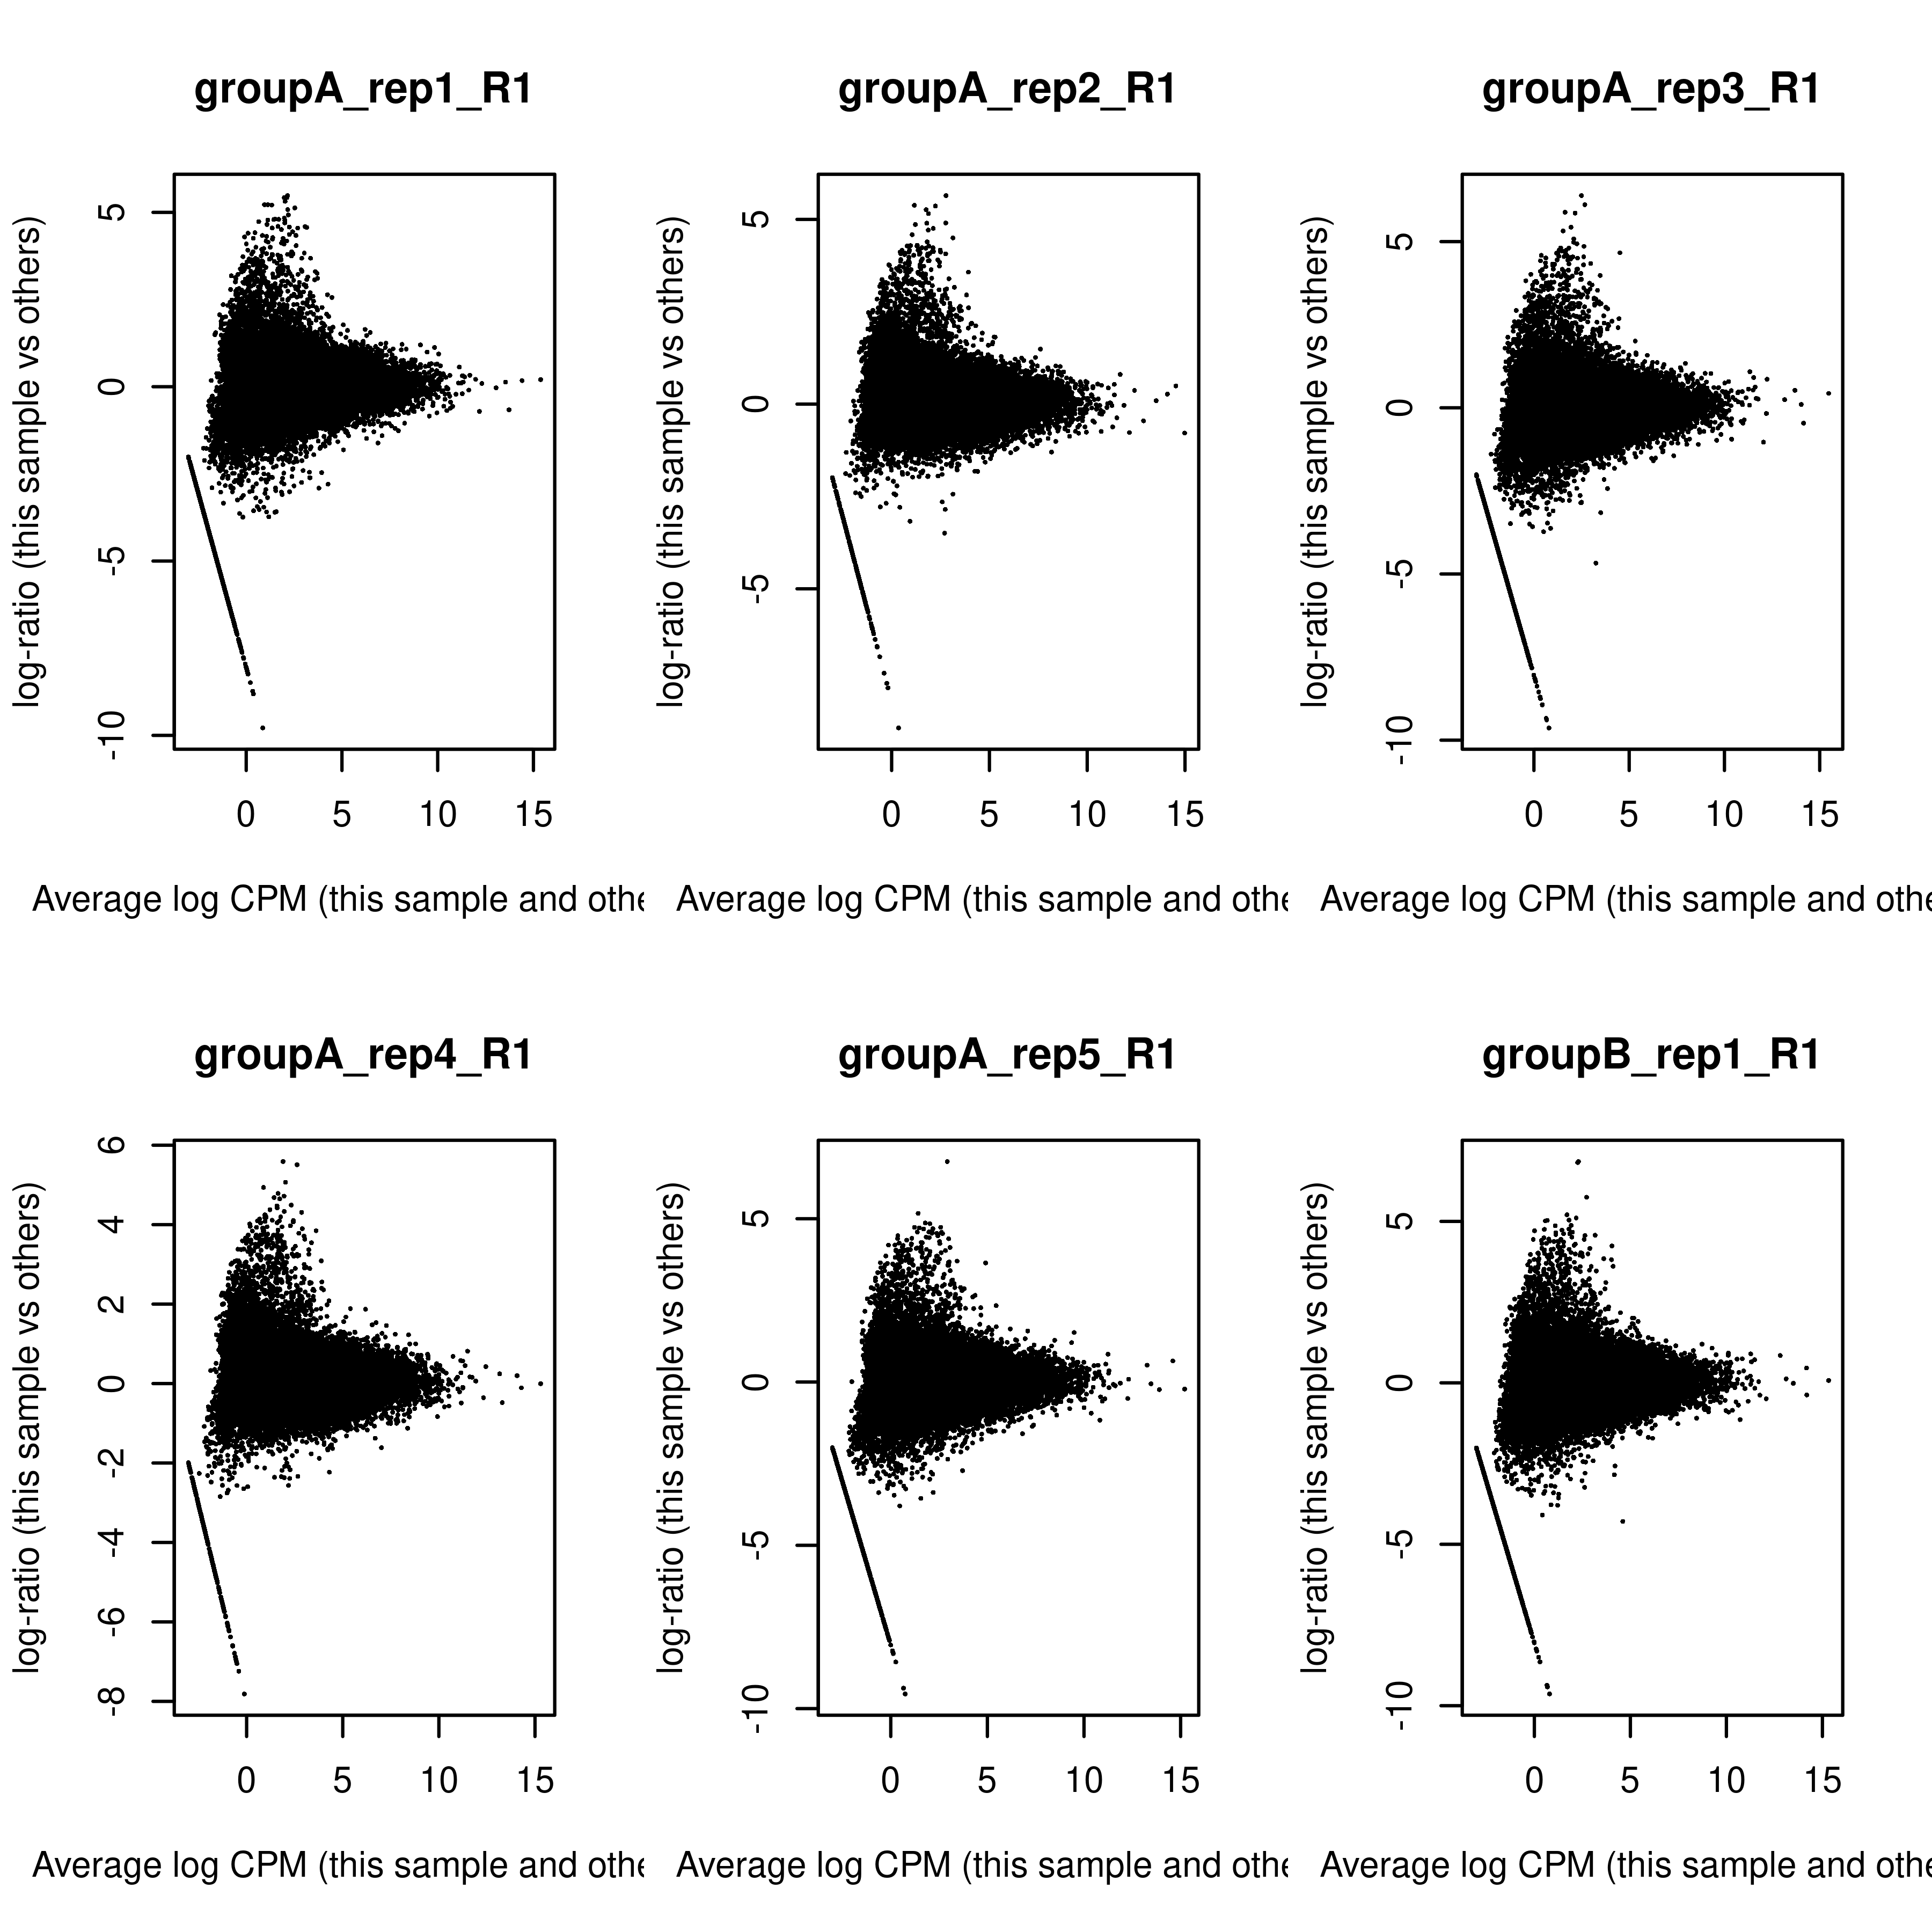 groupA_rep1_R1
groupA_rep2_R1
groupA_rep3_R1
log-ratio (this sample vs others)
5
0
-5
-10
0 5 10 15
Average log CPM (this sample and othe
log-ratio (this sample vs others)
5
0
-5
0 5 10 15
Average log CPM (this sample and othe
log-ratio (this sample vs others)
5
0
-5
-10
0 5 10 15
Average log CPM (this sample and othe
groupA_rep4_R1
groupA_rep5_R1
groupB_rep1_R1
log-ratio (this sample vs others)
6
4
2
0
-2
-4
-6
-8
0 5 10 15
Average log CPM (this sample and othe
log-ratio (this sample vs others)
5
0
-5
-10
0 5 10 15
Average log CPM (this sample and othe
log-ratio (this sample vs others)
5
0
-5
-10
0 5 10 15
Average log CPM (this sample and othe